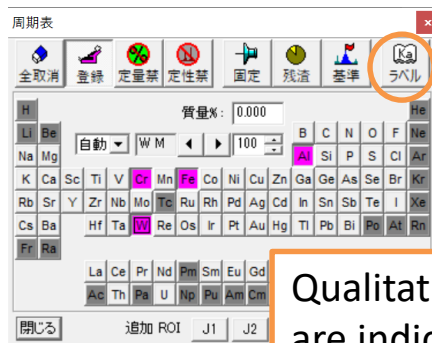 周期表 ×
全取消 登録 定量禁 定性禁 固定 残渣 基準 Ka ラベル
H 質量%: 0.000 He
Li Be 自動 W M 100 B C N O F Ne
Na Mg Al Si P S Cl Ar
K Ca Sc Ti V Cr Mn Fe Co Ni Cu Zn Ga Ge As Se Br Kr
Rb Sr Y Zr Nb Mo Tc Ru Rh Pd Ag Cd In Sn Sb Te I Xe
Cs Ba Hf Ta W Re Os Ir Pt Au Hg Tl Pb Bi Po At Rn
Fr Ra
La Ce Pr Nd Pm Sm Eu Gd
Ac Th Pa U Np Pu Am Cm
閉じる 追加 ROI J1 J2
Qualitat
are indic